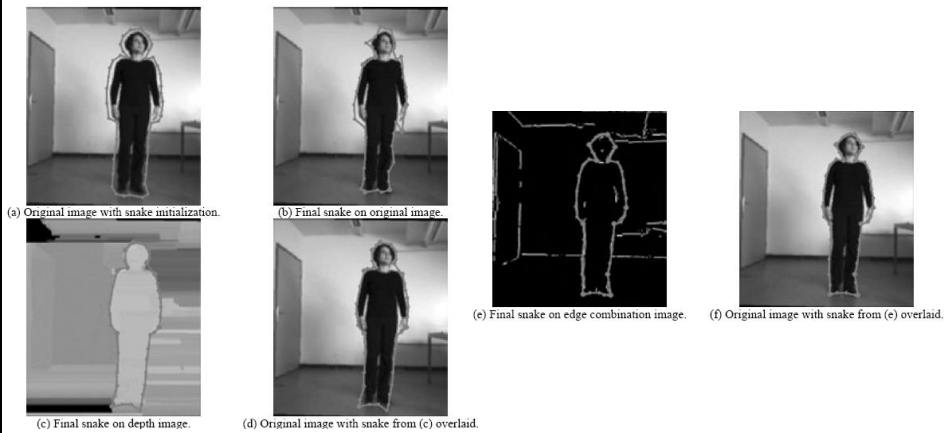 (a) Original image with snake initialization.
(b) Final snake on original image.
(c) Final snake on depth image.
(d) Original image with snake from (c) overlaid.
(e) Final snake on edge combination image.
(f) Original image with snake from (e) overlaid.